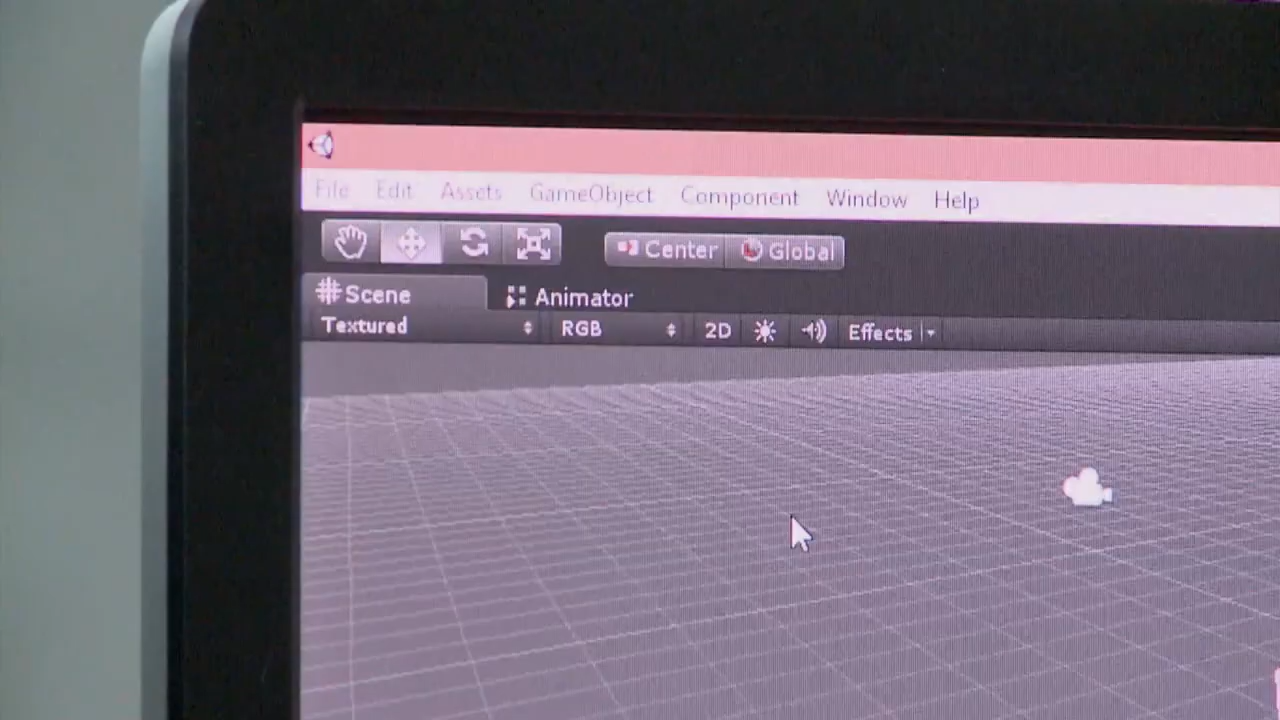 File Edit Assets GameObject Component Window Help
Center Global
Scene Animator
Textured RGB 2D Effects